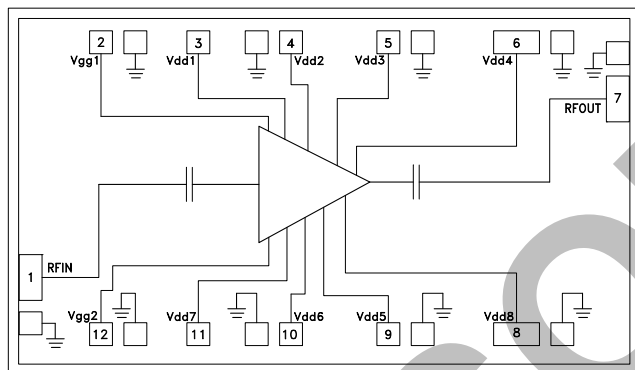 2 3 4 5 6
Vgg1 Vdd1 Vdd2 Vdd3 Vdd4
7
RFOUT
1 RFIN
Vgg2 Vdd7 Vdd6 Vdd5 Vdd8
12 11 10 9 8